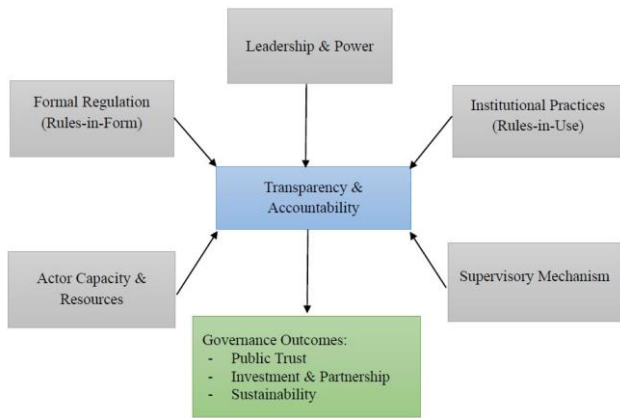 Leadership & Power
Formal Regulation
(Rules-in-Form)
Institutional Practices
(Rules-in-Use)
Transparency &
Accountability
Actor Capacity &
Resources
Supervisory Mechanism
Governance Outcomes:
- Public Trust
- Investment & Partnership
- Sustainability